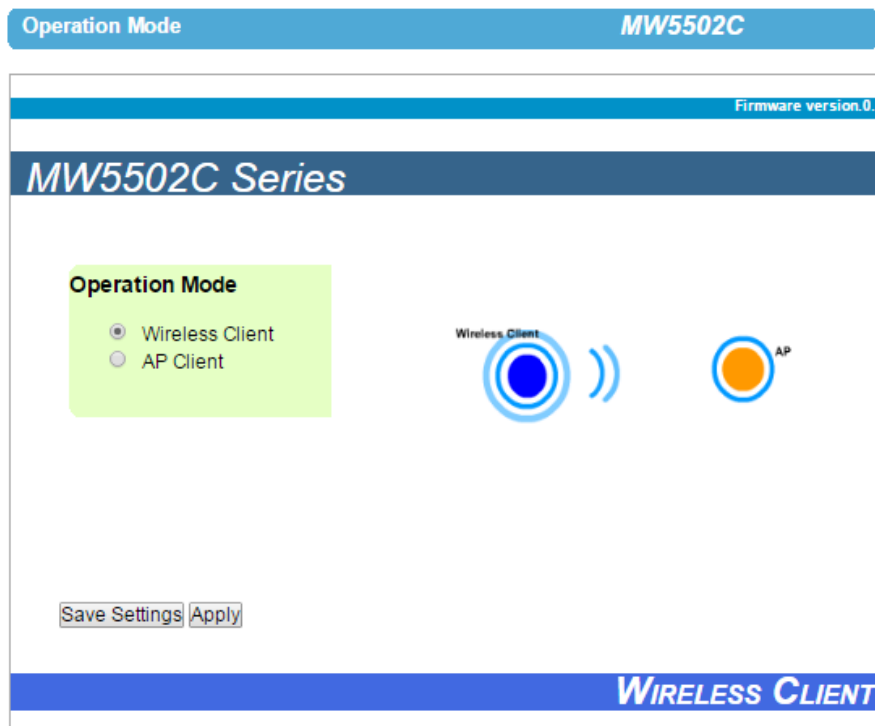 Operation Mode MW5502C
Firmware version.0.
MW5502C Series
Operation Mode
Wireless Client
AP Client
Wireless Client
AP
Save Settings Apply
WIRELESS CLIENT